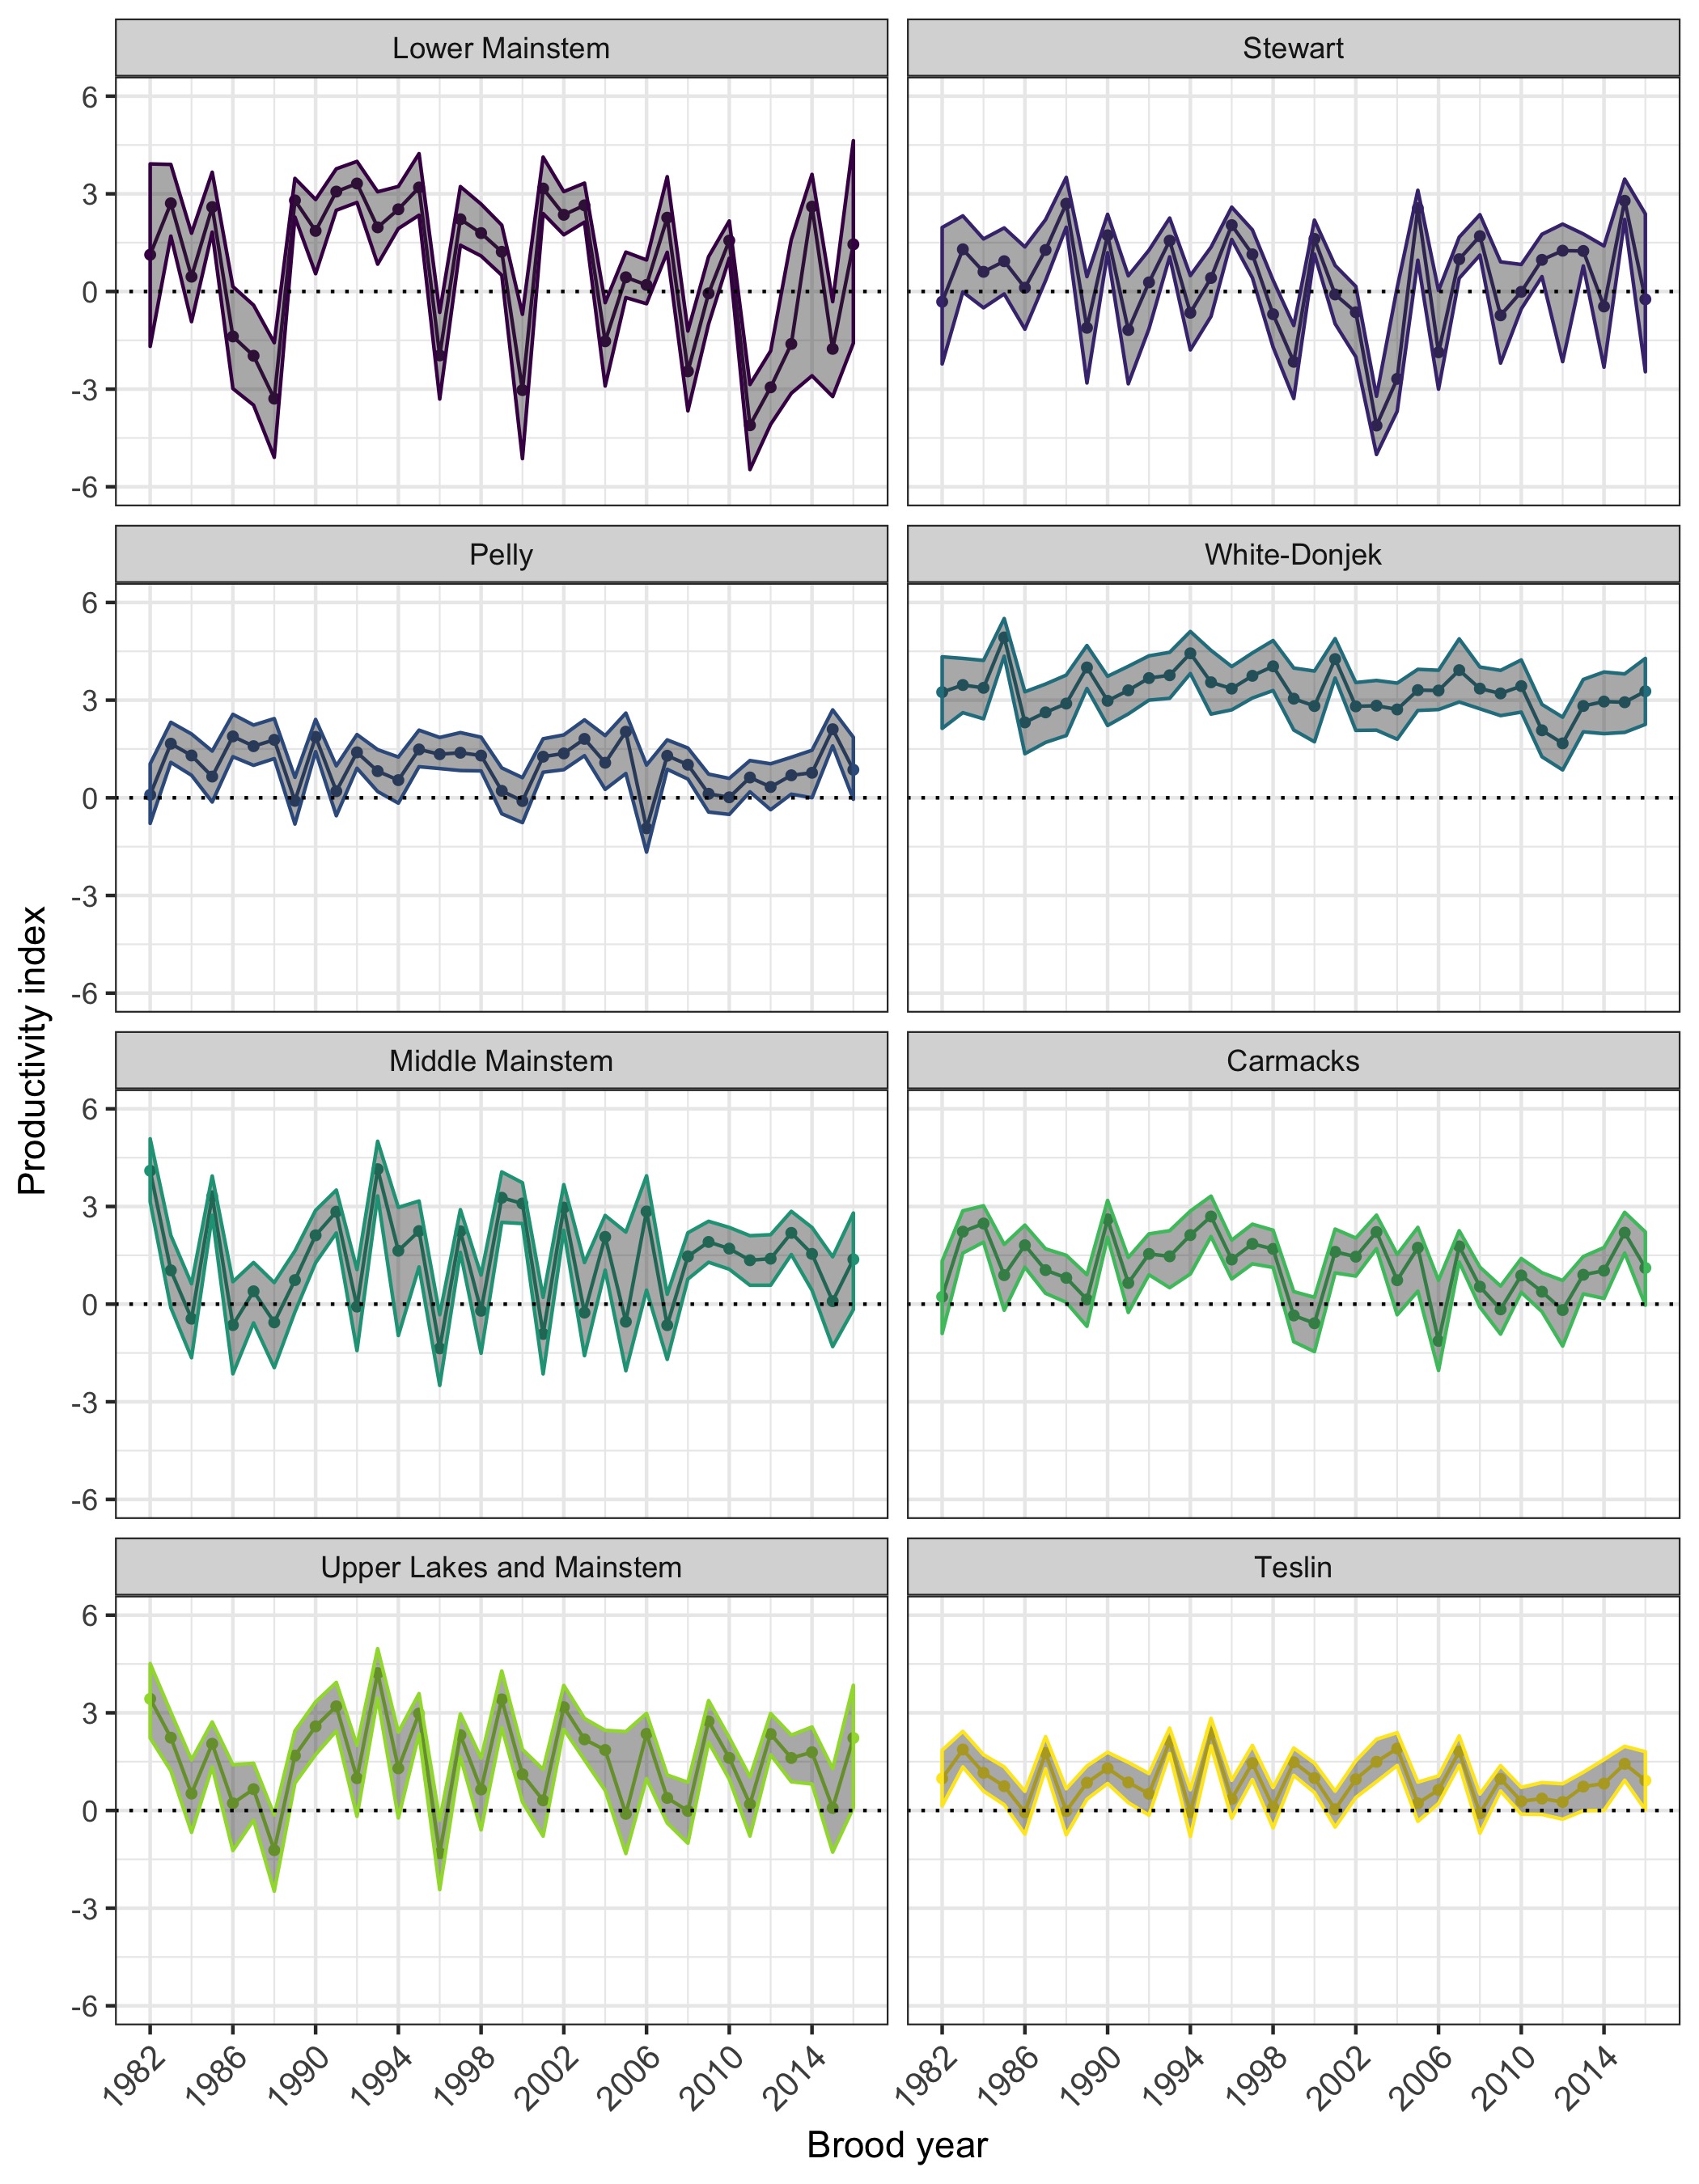 Lower Mainstem
Stewart
6
3
0
-3
-6
Pelly
White-Donjek
6
3
0
-3
-6
Productivity index
Middle Mainstem
Carmacks
6
3
0
-3
-6
Upper Lakes and Mainstem
Teslin
6
3
0
-3
-6
1982 1986 1990 1994 1998 2002 2006 2010 2014
1982 1986 1990 1994 1998 2002 2006 2010 2014
Brood year